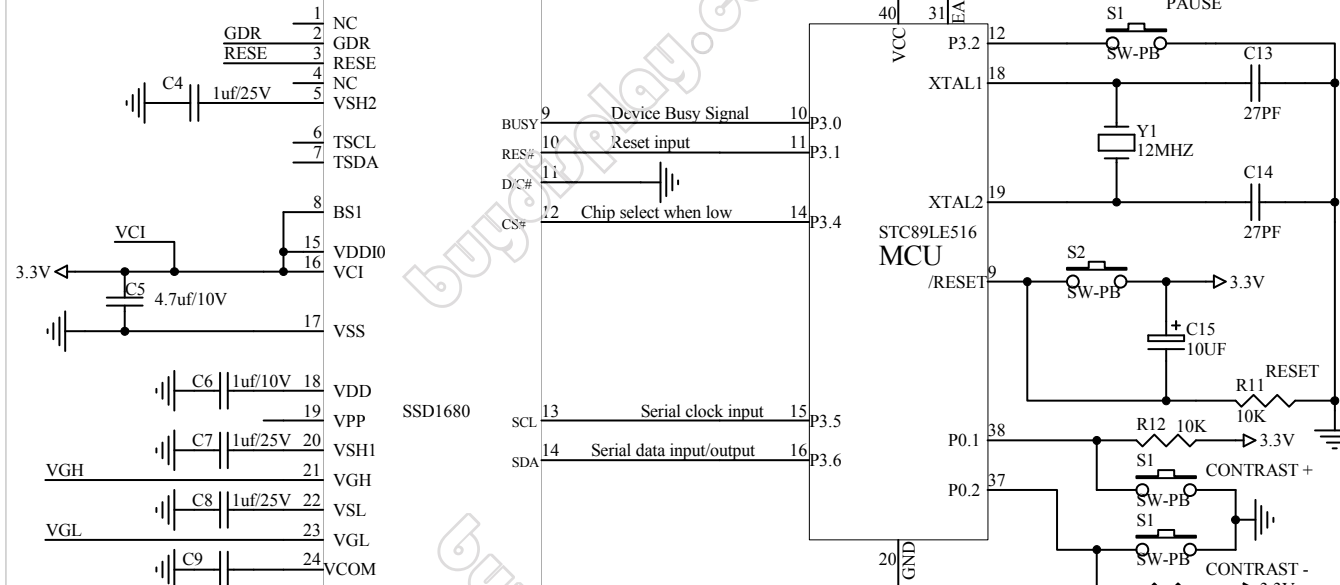 1 NC
GDR 2 GDR
RESE 3 RESE
4 NC
C4 1uf/25V 5 VSH2
6 TSCL
7 TSDA
8 BS1
VCI
15 VDDI0
3.3V 16 VCI
C5 4.7uf/10V
17 VSS
C6 1uf/10V 18 VDD
19 VPP
C7 1uf/25V 20 VSH1
VGH 21 VGH
C8 1uf/25V 22 VSL
VGL 23 VGL
C9 24 VCOM
SSD1680
BUSY 9 Device Busy Signal 10 P3.0
RES# 10 Reset input 11 P3.1
D/C# 11
CS# 12 Chip select when low 14 P3.4
SCL 13 Serial clock input 15 P3.5
SDA 14 Serial data input/output 16 P3.6
buydisplay.co
buy
40 VCC
31 EA
PAUSE
S1
P3.2 12 SW-PB
C13
XTAL1 18
27PF
Y1
12MHZ
C14
XTAL2 19
27PF
STC89LE516
MCU
S2
/RESET 9 SW-PB 3.3V
C15
10UF
RESET
R11
10K
P0.1 38 R12 10K 3.3V
S1 CONTRAST +
P0.2 37 SW-PB
S1
SW-PB CONTRAST -
20 GND
3.3V